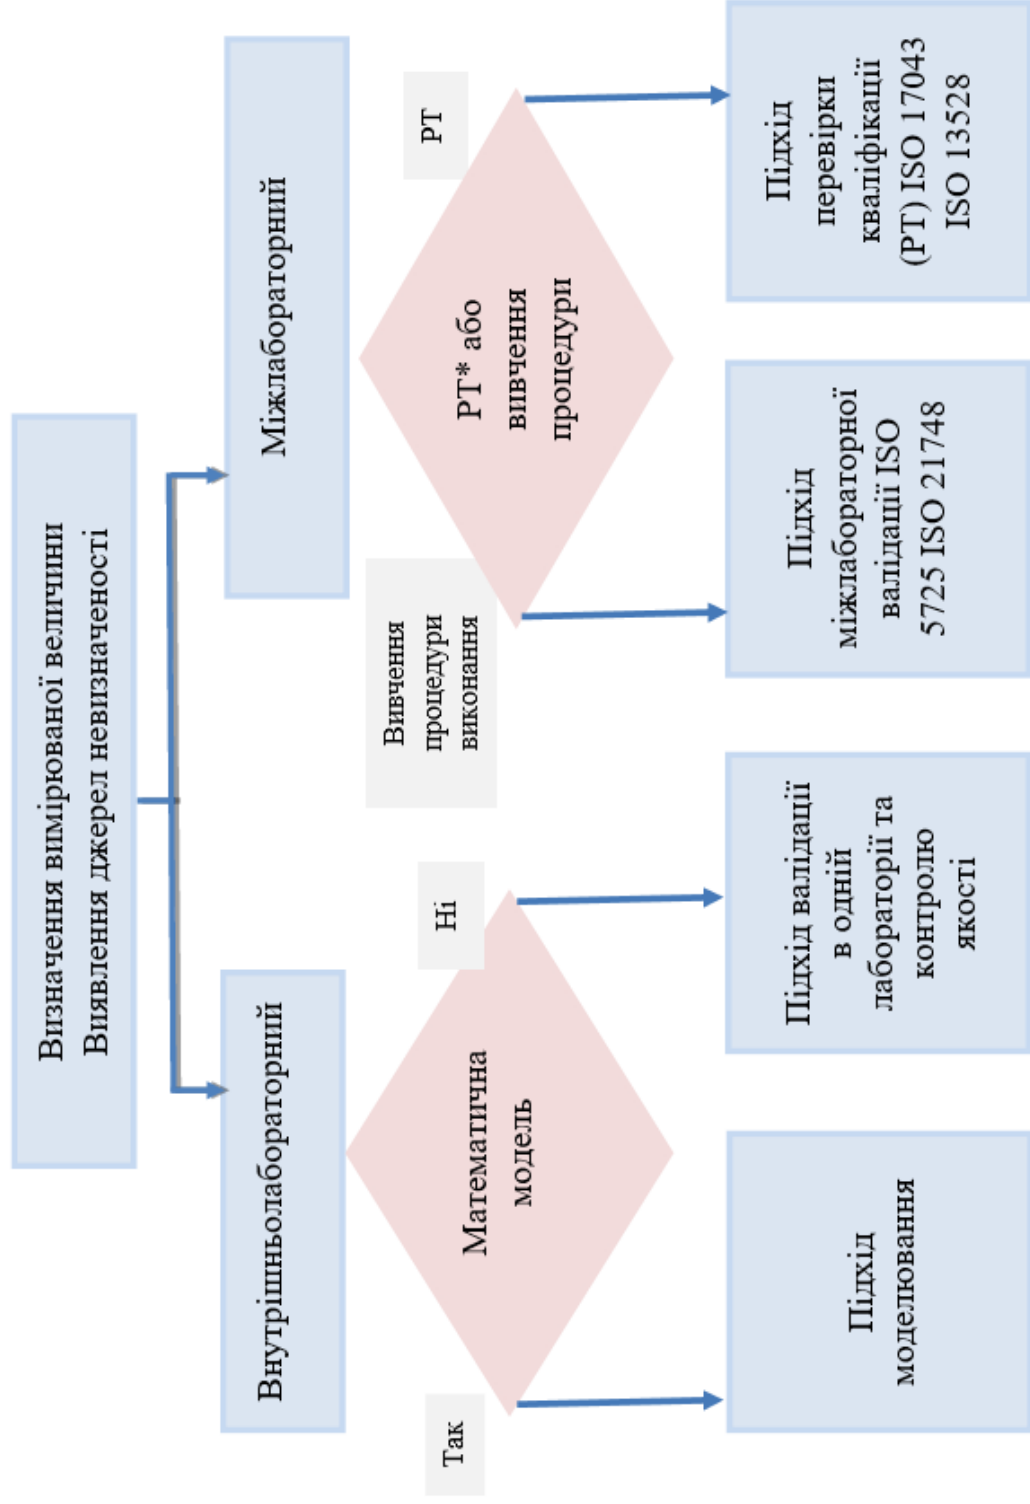 Визначення вимірюваної величини
Виявлення джерел невизначеності
Внутрішньолабораторний
Міжлабораторний
Так
Математична
модель
Ні
Вивчення
процедури
виконання
PT* або
вивчення
процедури
PT
Підхід
моделювання
Підхід валідації
в одній
лабораторії та
контролю
якості
Підхід
міжлабораторної
валідації ISO
5725 ISO 21748
Підхід
перевірки
кваліфікації
(PT) ISO 17043
ISO 13528